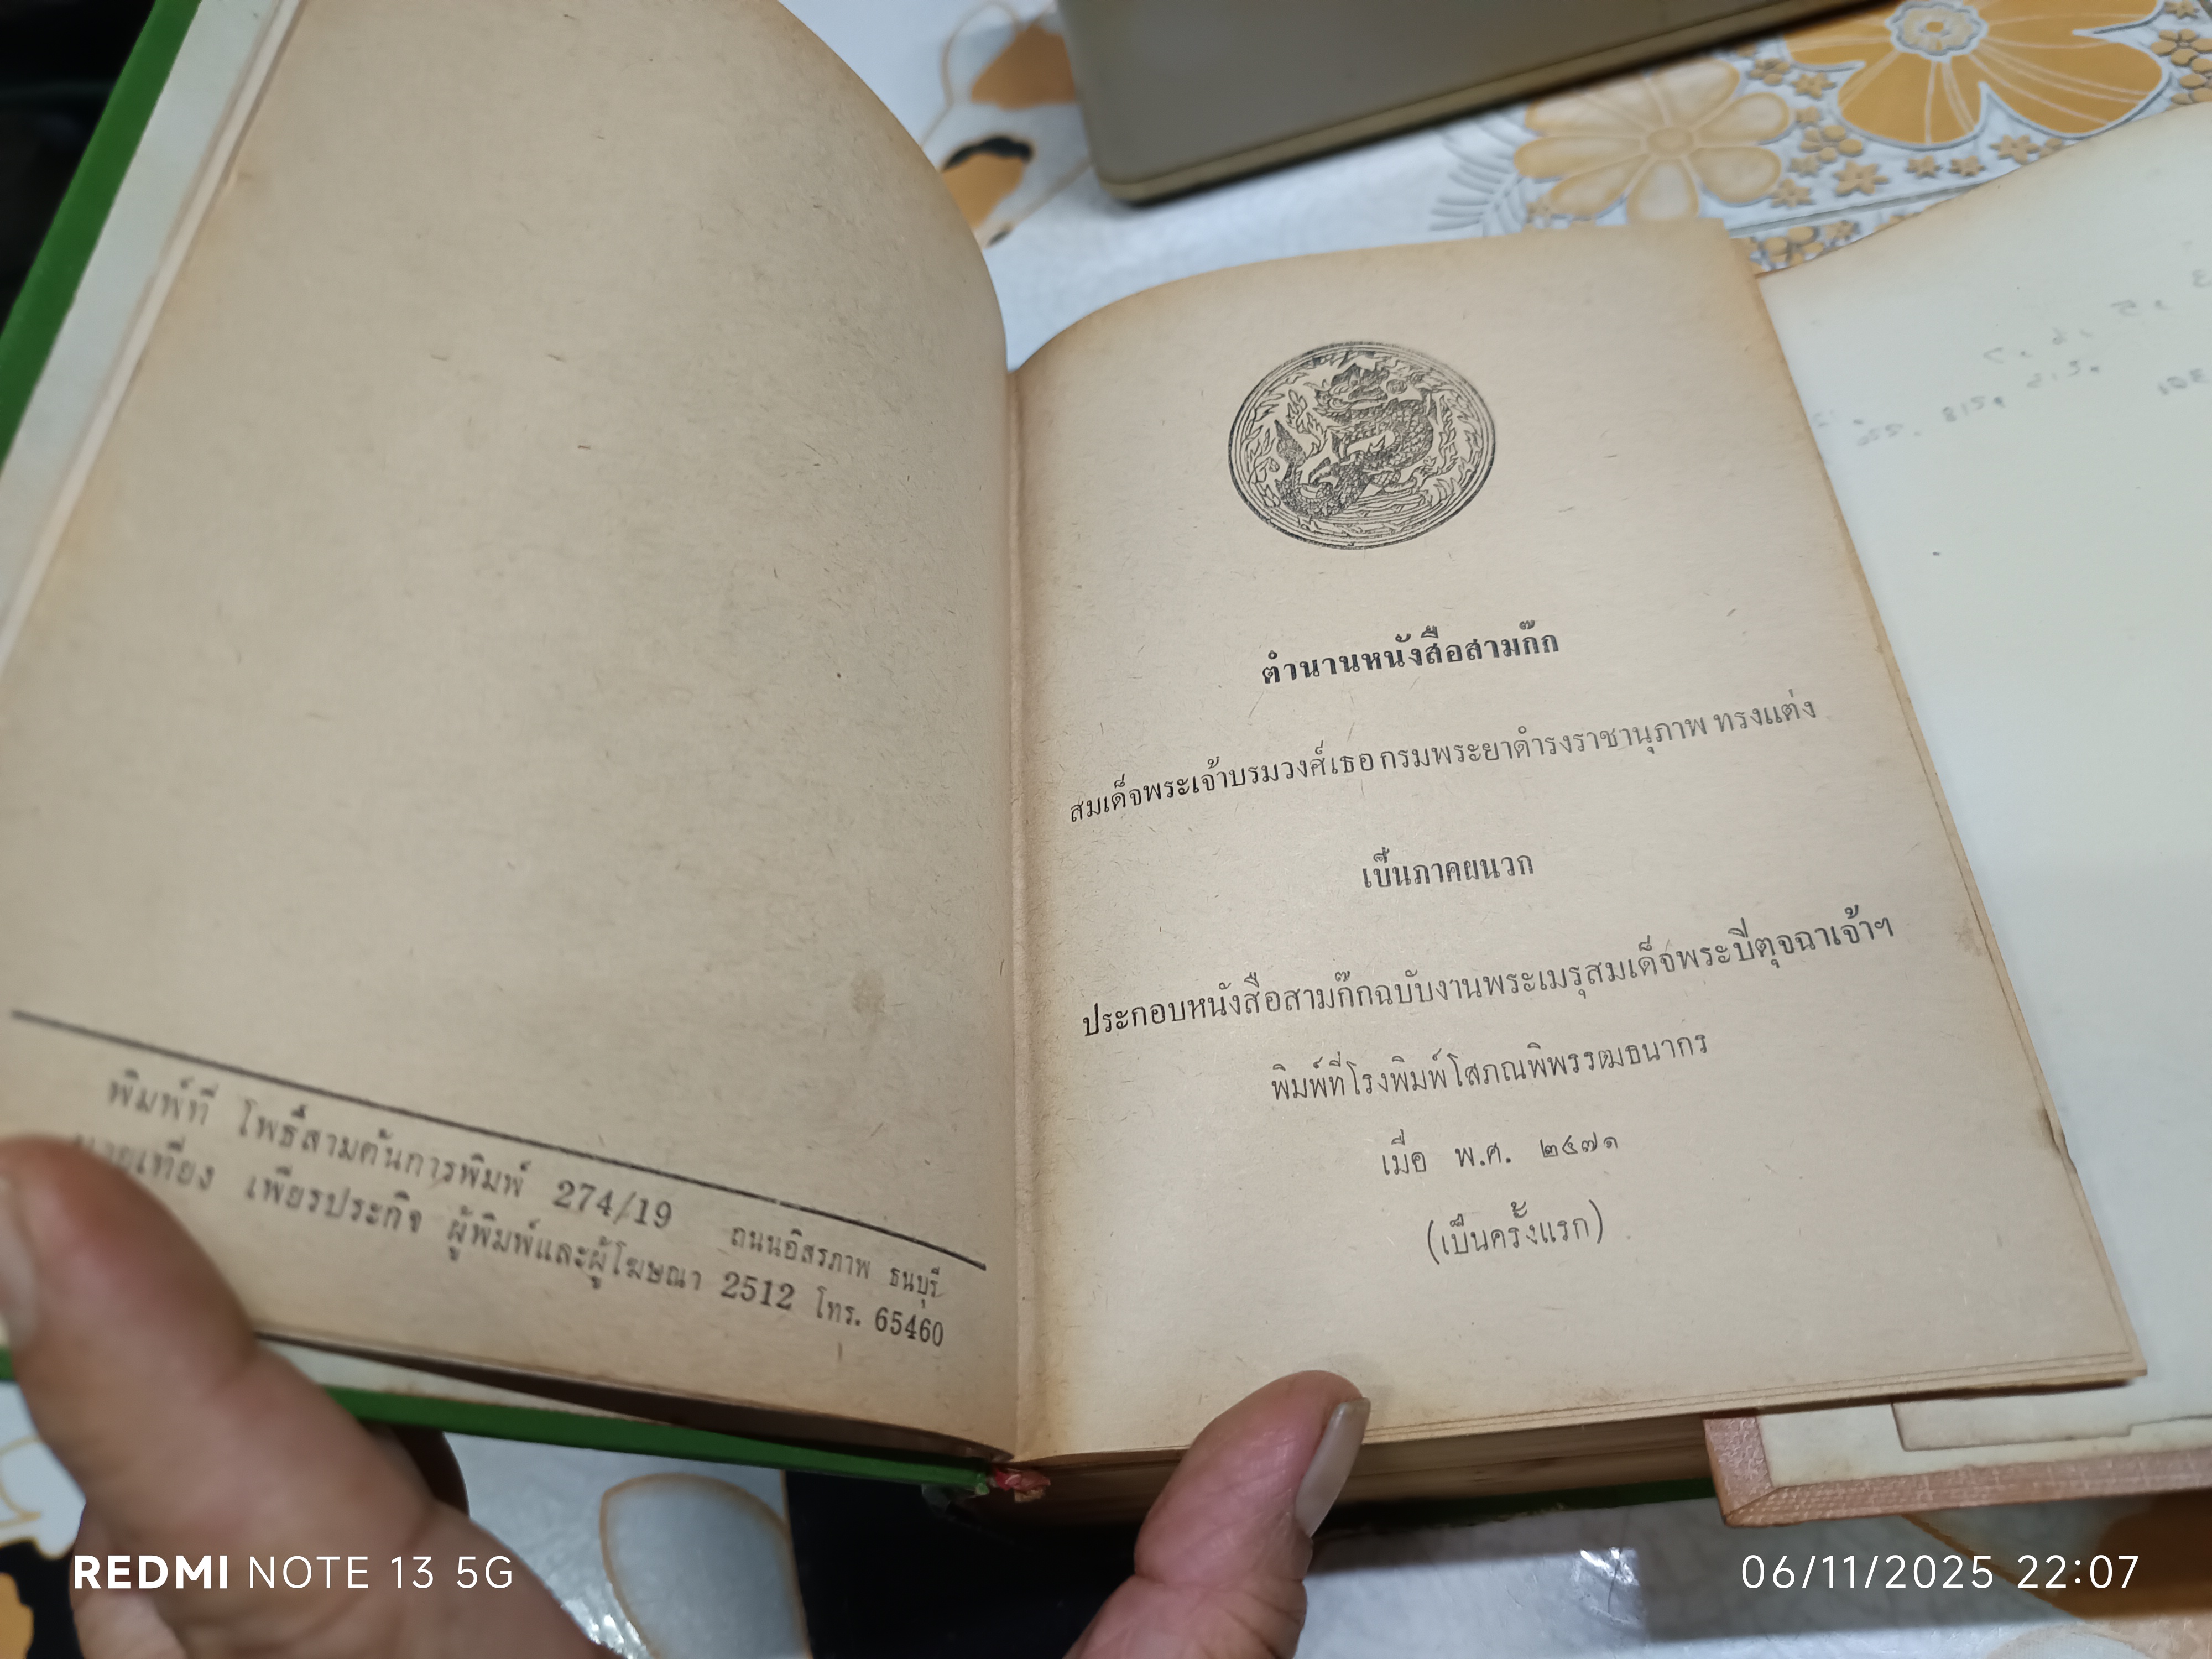 พิมพ์ที่ โพธิ์สามต้นการพิมพ์ 274/19 ถนนอิสรภาพ ธนบุรี
นายเที่ยง เพียรประกิจ ผู้พิมพ์และผู้โฆษณา 2512 โทร. 65460
ตำนานหนังสือสามก๊ก
สมเด็จพระเจ้าบรมวงศ์เธอ กรมพระยาดำรงราชานุภาพ ทรงแต่ง
เป็นภาคผนวก
ประกอบหนังสือสามก๊กฉบับงานพระเมรุสมเด็จพระปิตุจฉาเจ้าฯ
พิมพ์ที่โรงพิมพ์โสภณพิพรรฒธนากร
เมื่อ พ.ศ. ๒๔๗๑
(เป็นครั้งแรก)
REDMI NOTE 13 5G
06/11/2025 22:07